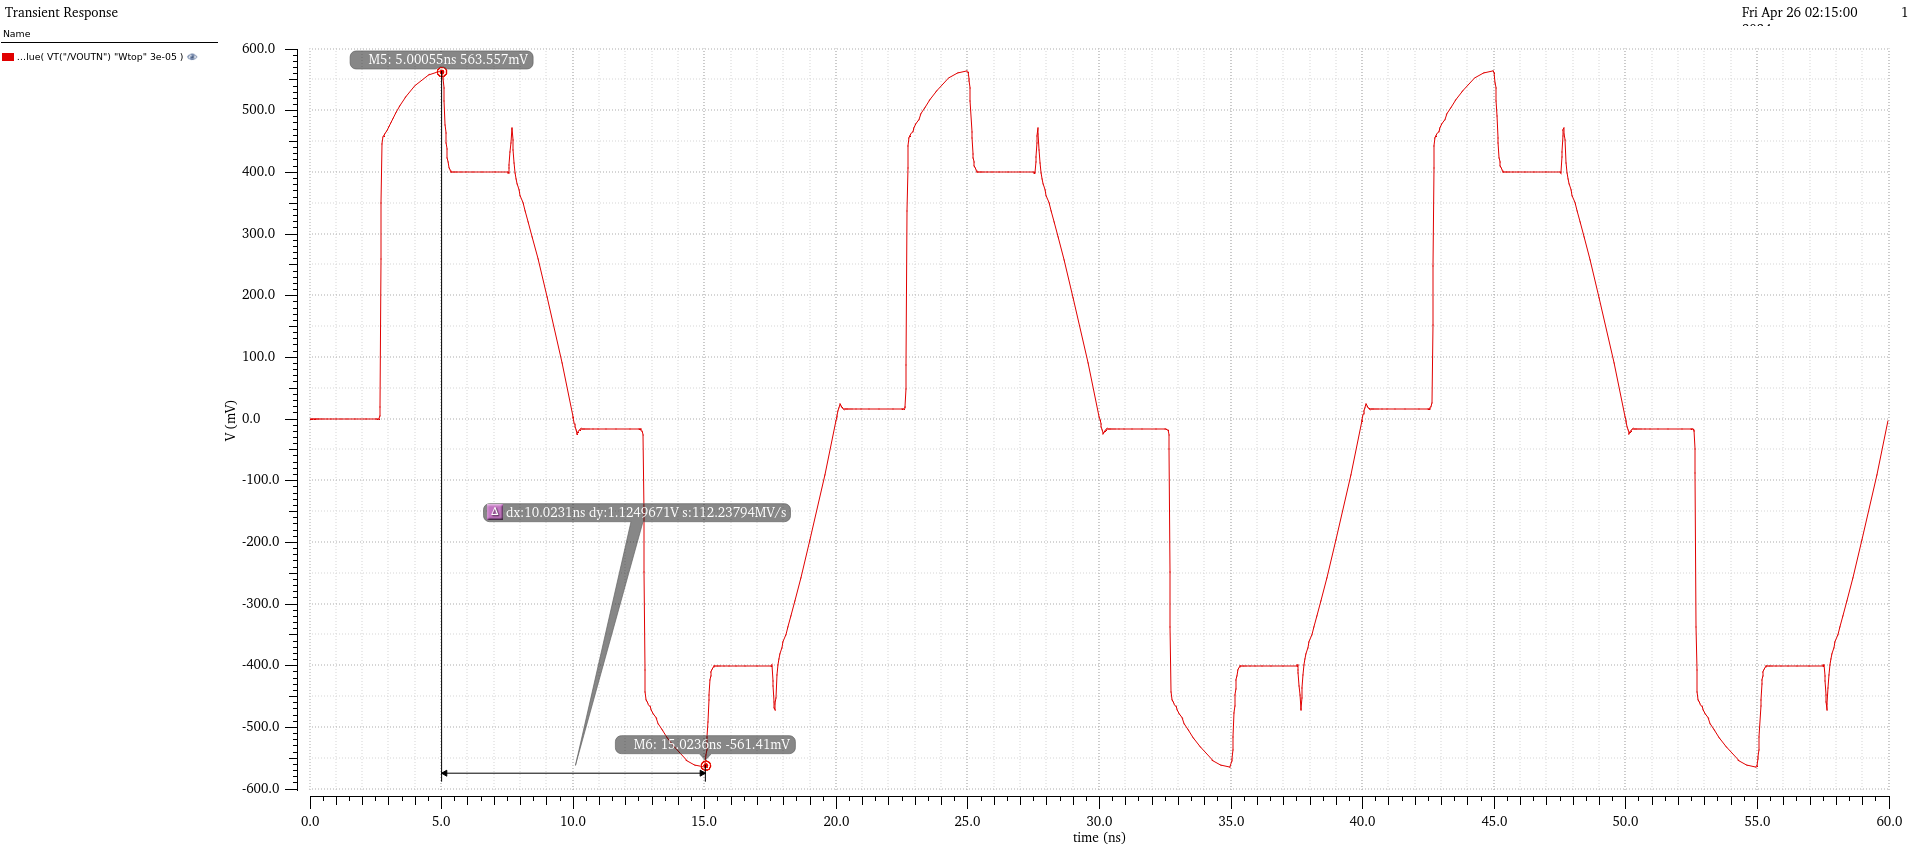 Transient Response
Fri Apr 26 02:15:00 1
Name
...lue( VT("/VOUTN") "Wtop" 3e-05 )
600.0
500.0
400.0
300.0
200.0
100.0
0.0
-100.0
-200.0
-300.0
-400.0
-500.0
-600.0
V (mV)
M5: 5.00055ns 563.557mV
Δ dx:10.0231ns dy:1.1249671V s:112.23794MV/s
M6: 15.0236ns -561.41mV
0.0 5.0 10.0 15.0 20.0 25.0 30.0 35.0 40.0 45.0 50.0 55.0 60.0
time (ns)